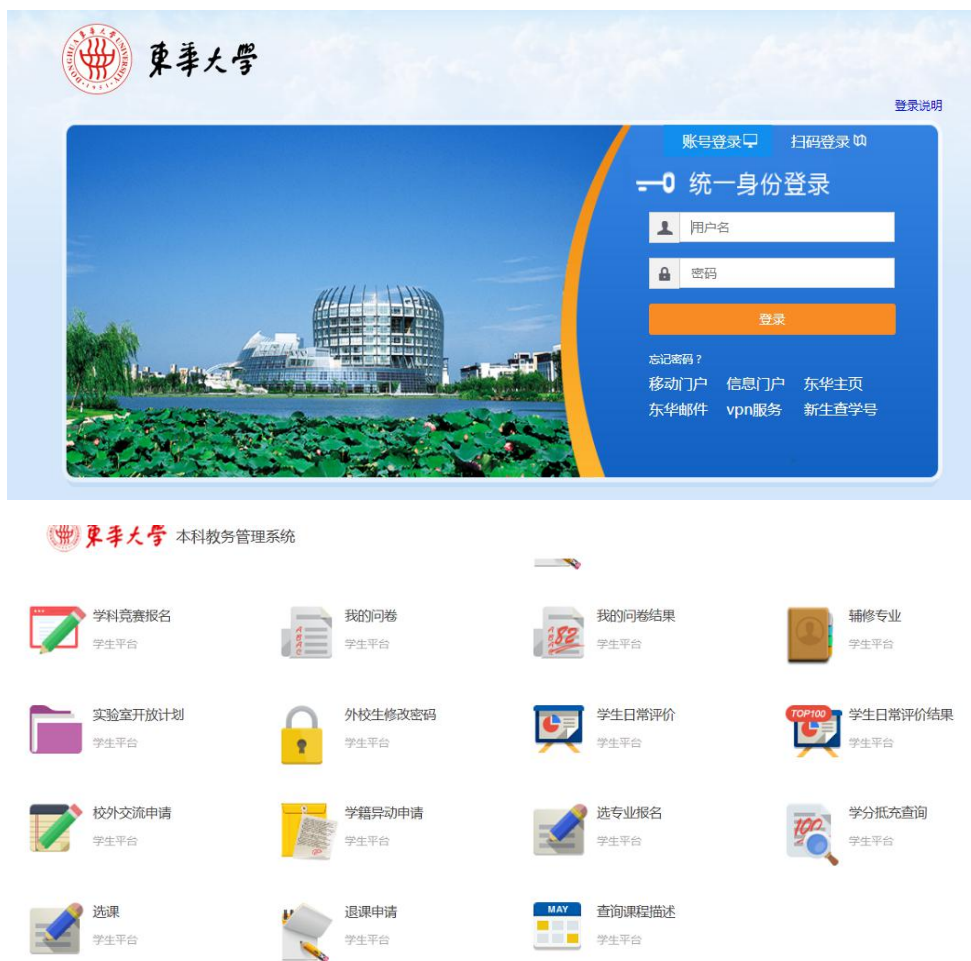 東華大学
登录说明
账号登录 扫码登录
统一身份登录
用户名
密码
登录
忘记密码？
移动门户 信息门户 东华主页
东华邮件 vpn服务 新生查学号
東華大学 本科教务管理系统
学科竞赛报名 我的问卷 我的问卷结果 辅修专业
学生平台 学生平台 学生平台 学生平台
82
实验室开放计划 外校生修改密码 学生日常评价 学生日常评价结果
学生平台 学生平台 学生平台 学生平台
TOP100
校外交流申请 学籍异动申请 选专业报名 学分抵充查询
学生平台 学生平台 学生平台 学生平台
100
选课 退课申请 查询课程描述
学生平台 学生平台 学生平台
MAY